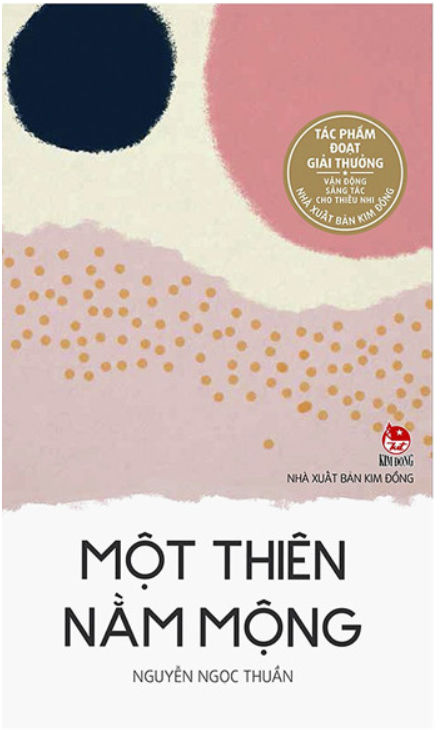 TÁC PHẨM
ĐOẠT
GIẢI THƯỞNG
VẬN ĐỘNG
SÁNG TÁC
CHO THIẾU NHI
NHÀ XUẤT BẢN KIM ĐỒNG
KIM ĐỒNG
NHÀ XUẤT BẢN KIM ĐỒNG
MỘT THIÊN
NẰM MỘNG
NGUYỄN NGỌC THUẦN